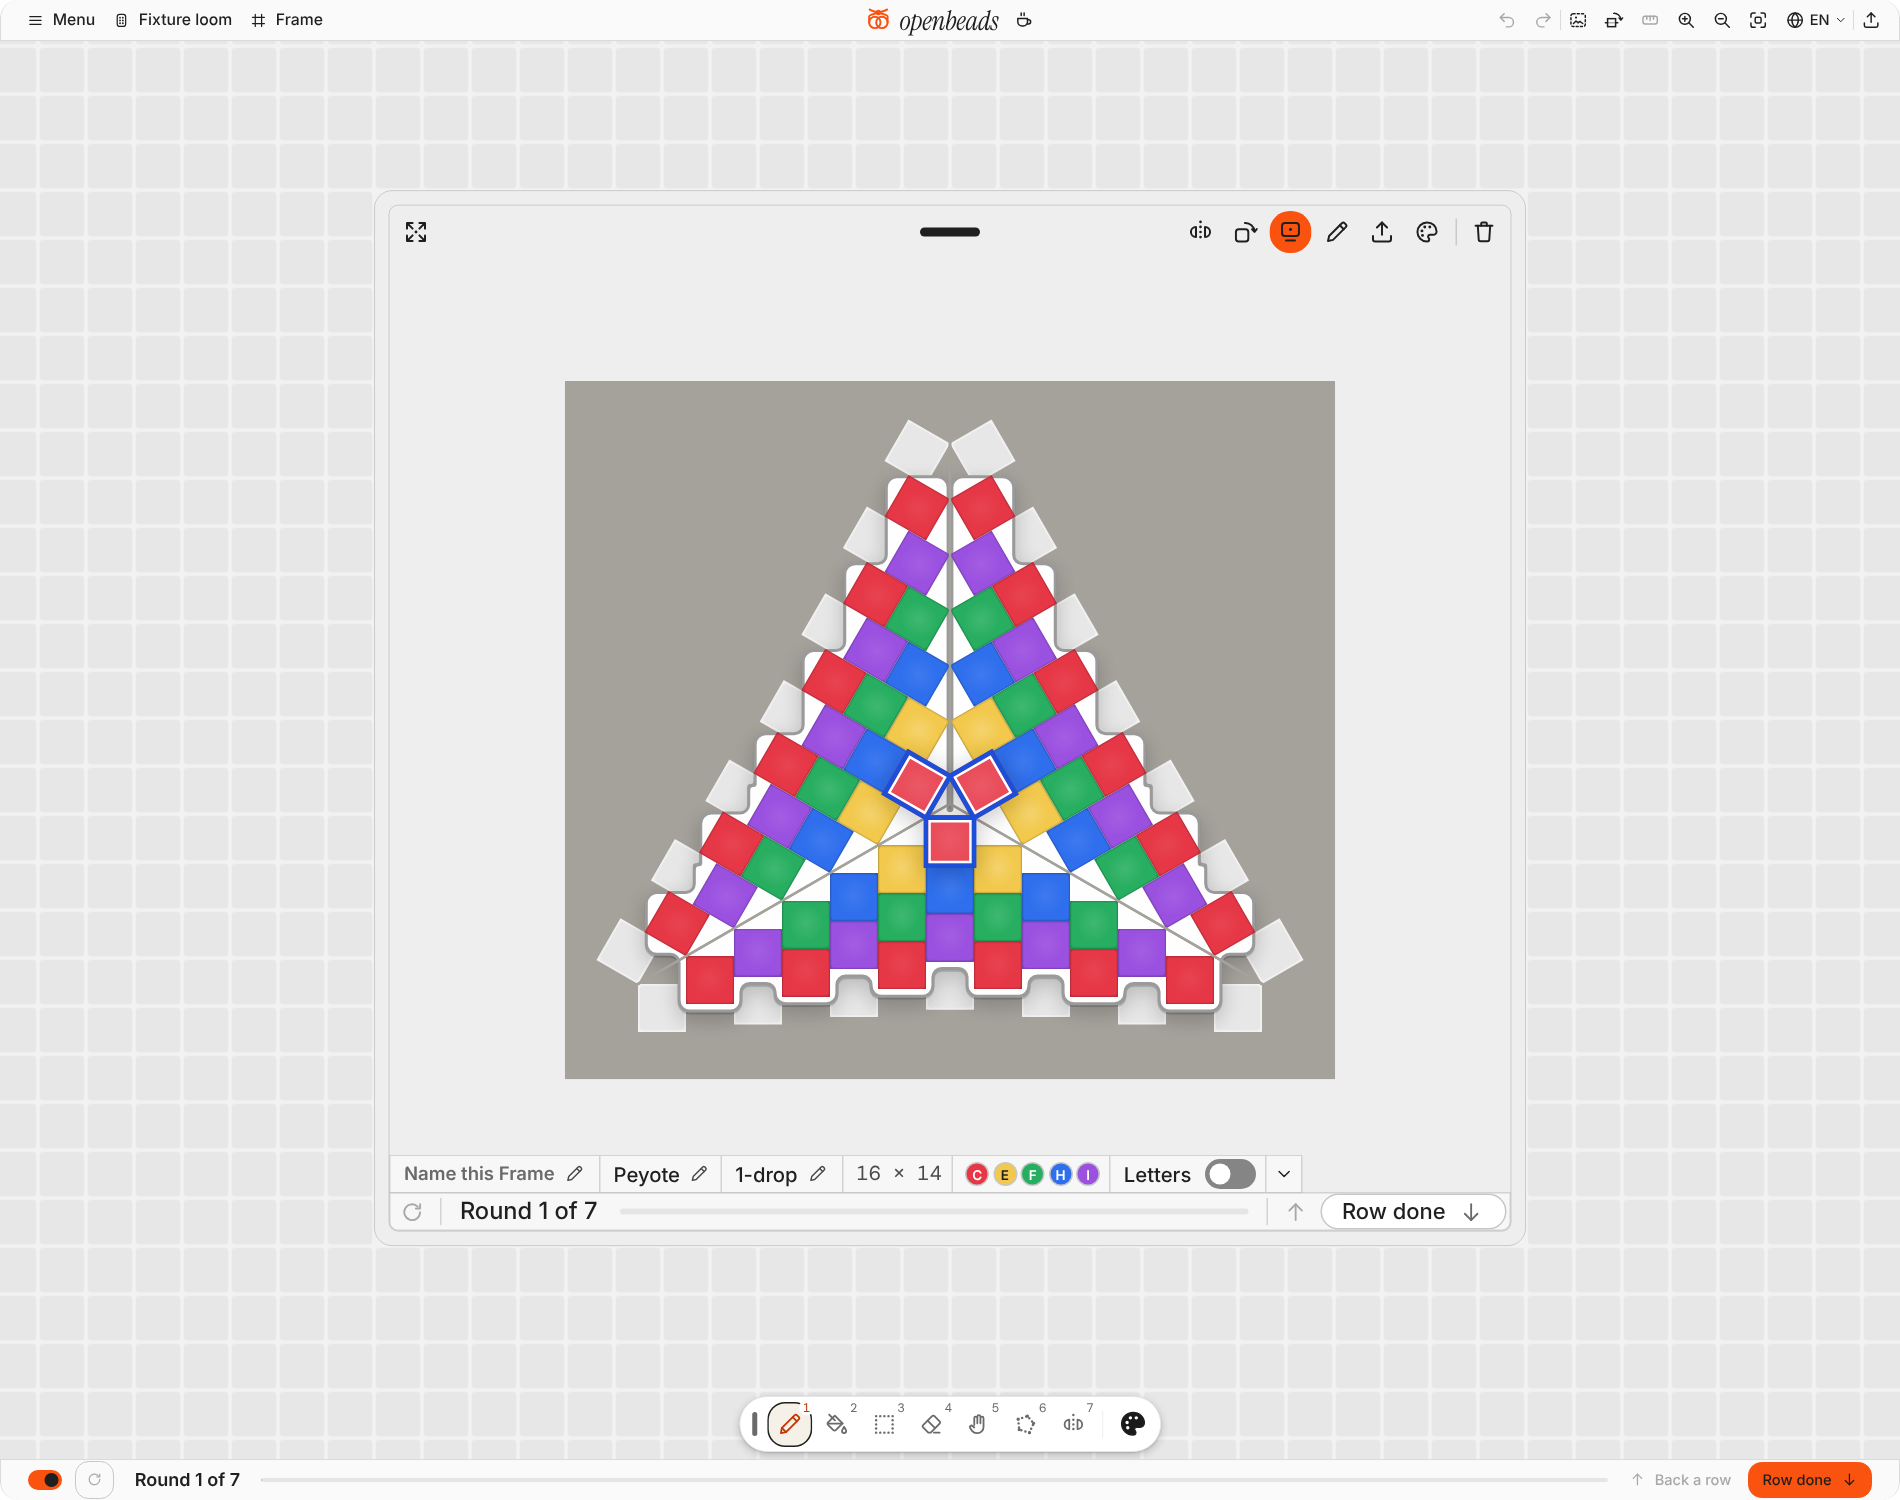 Menu Fixture loom Frame openbeads EN
Name this Frame Peyote 1-drop 16 × 14 C E F H I Letters
Round 1 of 7 Row done
1 2 3 4 5 6 7
Round 1 of 7 Back a row Row done